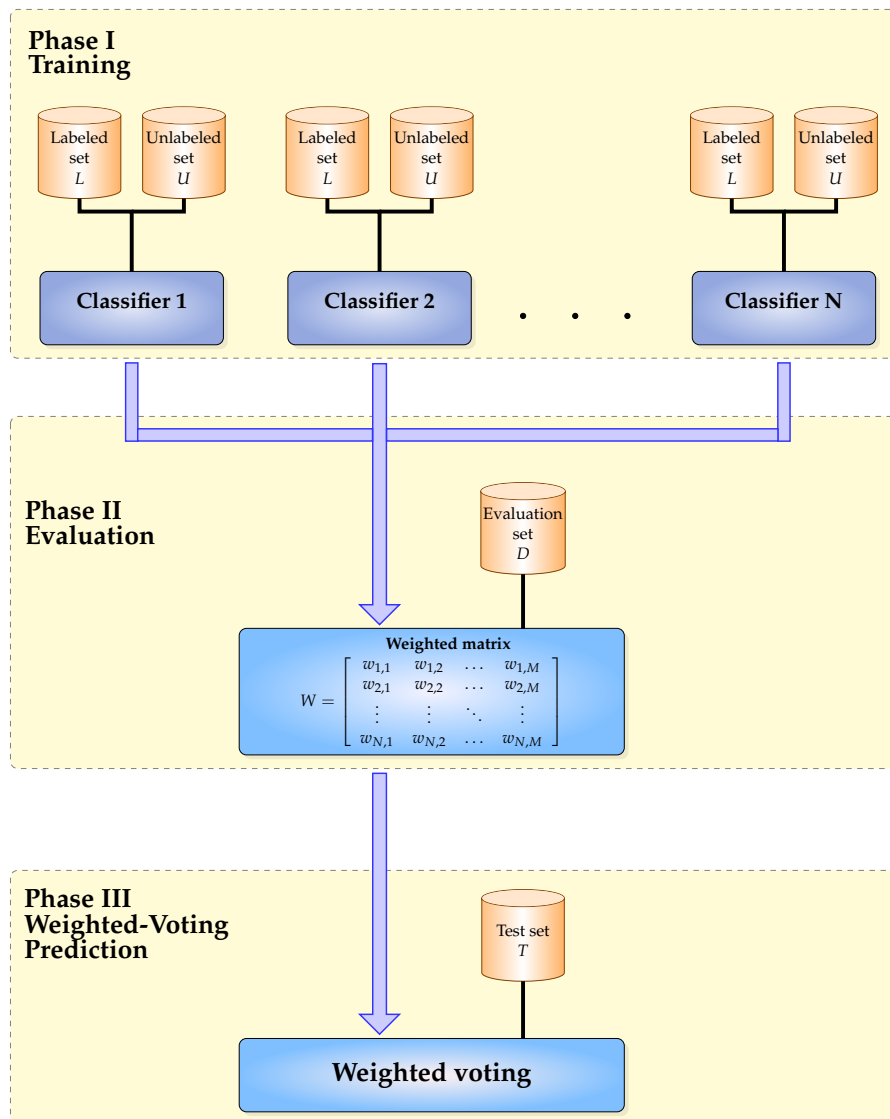 Phase I
Training
Labeled
set
L
Unlabeled
set
U
Labeled
set
L
Unlabeled
set
U
Labeled
set
L
Unlabeled
set
U
Classifier 1
Classifier 2
. . .
Classifier N
Phase II
Evaluation
Evaluation
set
D
Weighted matrix
W = [ w1,1 w1,2 … w1,M
w2,1 w2,2 … w2,M
⋮ ⋮ ⋱ ⋮
wN,1 wN,2 … wN,M ]
Phase III
Weighted-Voting
Prediction
Test set
T
Weighted voting